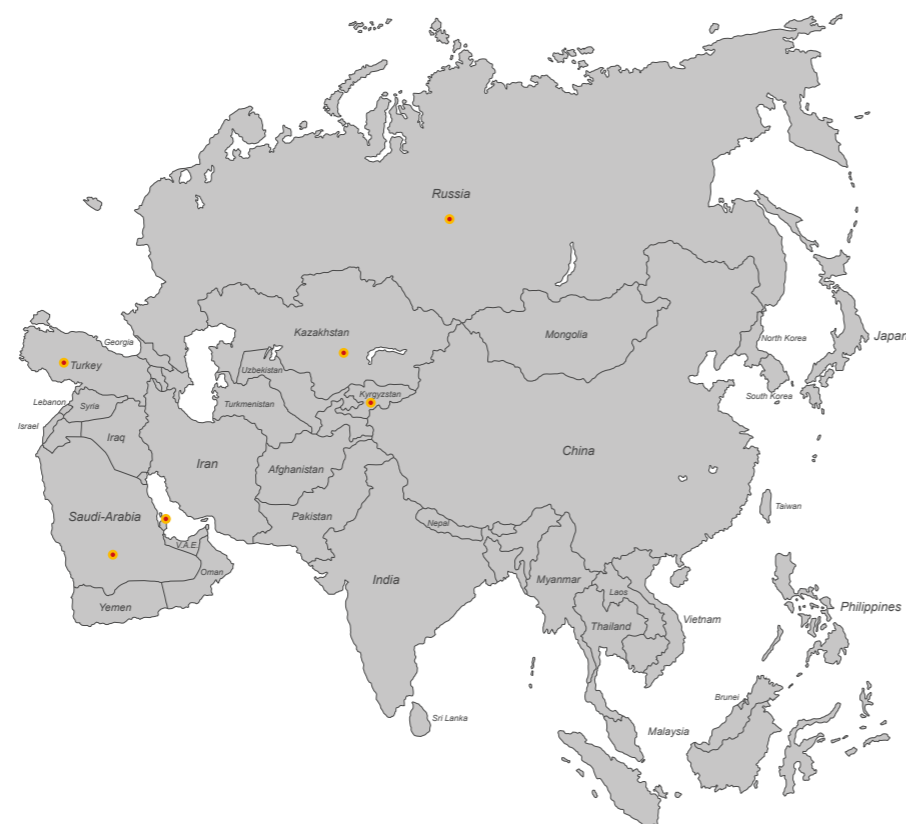 Russia
Kazakhstan
Mongolia
Georgia
North Korea
Japan
Turkey
Uzbekistan
Kyrgyzstan
South Korea
Lebanon
Syria
Turkmenistan
Israel
Iraq
China
Iran
Afghanistan
Taiwan
Saudi-Arabia
Pakistan
Nepal
V.A.E.
Oman
India
Myanmar
Laos
Yemen
Thailand
Vietnam
Philippines
Brunei
Sri Lanka
Malaysia